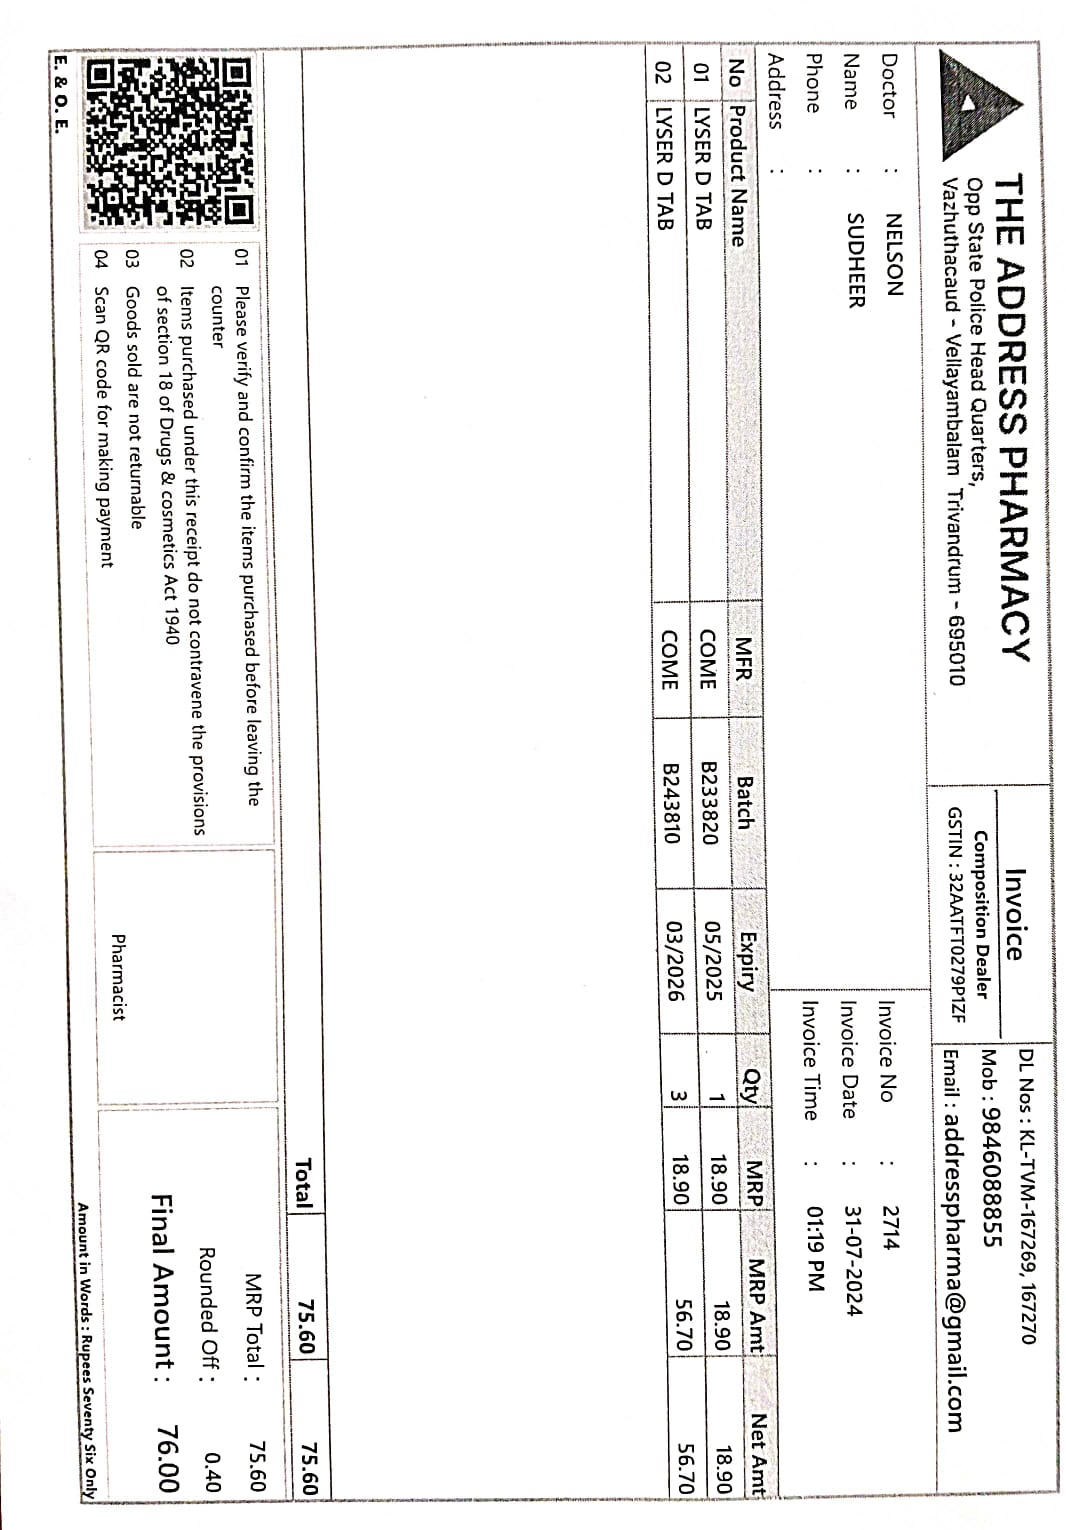 THE ADDRESS PHARMACY
Opp State Police Head Quarters,
Vazhuthacaud - Vellayambalam Trivandrum - 695010
Invoice
Composition Dealer
GSTIN : 32AATFT0279P1ZF
DL Nos : KL-TVM-167269, 167270
Mob : 9846088855
Email : addresspharma@gmail.com
Doctor : NELSON
Name : SUDHEER
Phone :
Address :
Invoice No : 2714
Invoice Date : 31-07-2024
Invoice Time : 01:19 PM
No Product Name MFR Batch Expiry Qty MRP MRP Amt Net Amt
01 LYSER D TAB COME B233820 05/2025 1 18.90 18.90 18.90
02 LYSER D TAB COME B243810 03/2026 3 18.90 56.70 56.70
Total 75.60 75.60
01 Please verify and confirm the items purchased before leaving the
counter
02 Items purchased under this receipt do not contravene the provisions
of section 18 of Drugs & cosmetics Act 1940
03 Goods sold are not returnable
04 Scan QR code for making payment
E. & O. E.
Pharmacist
MRP Total : 75.60
Rounded Off : 0.40
Final Amount : 76.00
Amount in Words : Rupees Seventy Six Only